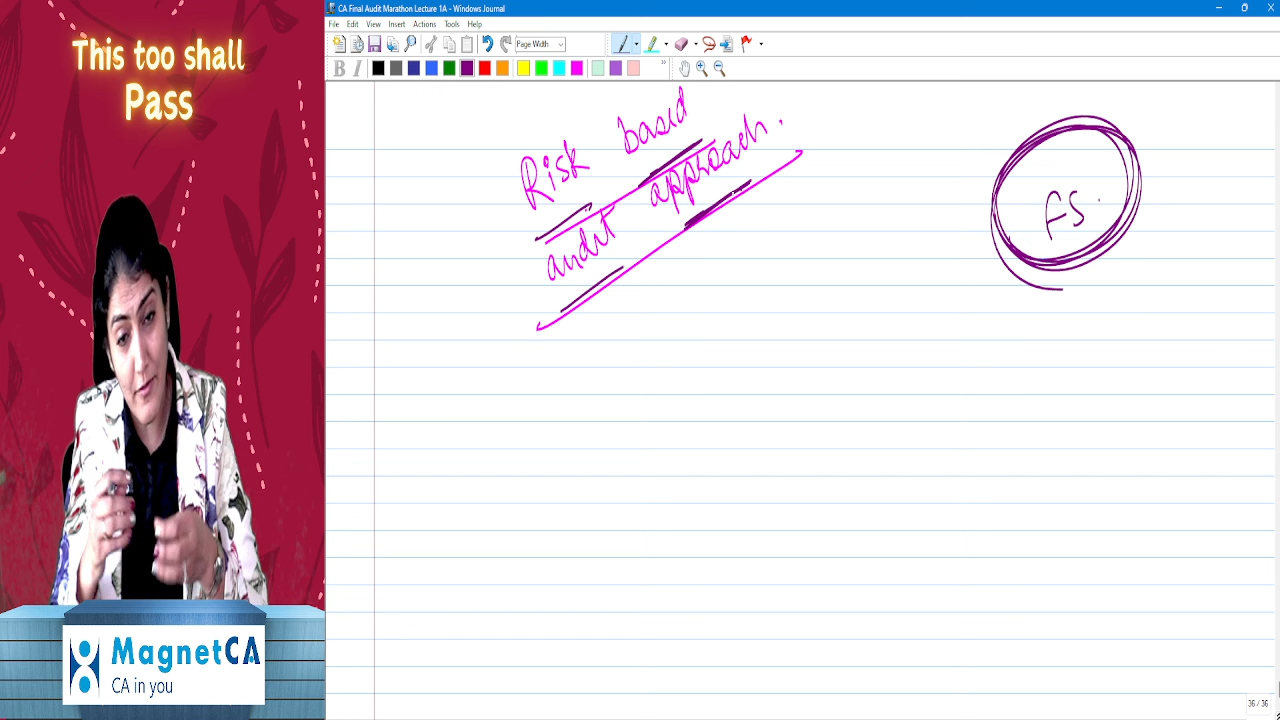 This too shall
Pass
CA Final Audit Marathon Lecture 1A - Windows Journal
File Edit View Insert Actions Tools Help
Page Width
B I
Risk based
audit approach.
FS.
MagnetCA
CA in you
36 / 36